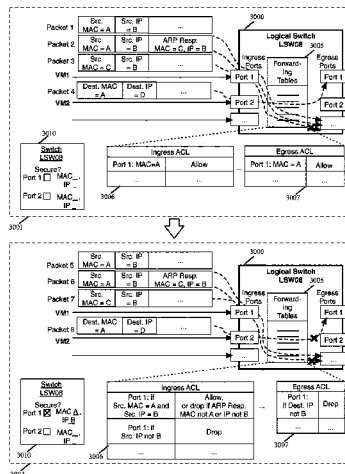 3000
Packet 1
Src. MAC = A
Src. IP = B
...
Packet 2
Src. MAC = A
Src. IP = B
ARP Resp: MAC = C, IP = B
Packet 3
Src. MAC = C
Src. IP = B
...
VM1
Packet 4
Dest. MAC = A
Dest. IP = D
...
VM2
Logical Switch
LSW08
3005
Ingress Ports
Forwarding Tables
Egress Ports
Port 1
Port 1
Port 2
Port 2
...
...
3010
Switch
LSW08
Secure?
Port 1 MAC_, IP_
Port 2 MAC_, IP_
3001
Ingress ACL
Port 1: MAC=A
Allow
...
...
3006
...
Egress ACL
Port 1: MAC = A
Allow
...
...
3007
3000
Packet 5
Src. MAC = A
Src. IP = B
...
Packet 6
Src. MAC = A
Src. IP = B
ARP Resp: MAC = C, IP = B
Packet 7
Src. MAC = C
Src. IP = B
...
VM1
Packet 8
Dest. MAC = A
Dest. IP = D
...
VM2
Logical Switch
LSW08
3005
Ingress Ports
Forwarding Tables
Egress Ports
Port 1
Port 1
Port 2
Port 2
...
...
Switch
LSW08
Secure?
Port 1 MAC A, IP B
Port 2 MAC_, IP_
3010
Ingress ACL
Port 1: if Src. MAC = A and Src. IP = B
Allow, or drop if ARP Resp. MAC not A or IP not B
Port 1: if Src. IP not B
Drop
...
...
3006
...
Egress ACL
Port 1: If Dest. IP not B
Drop
...
...
3007